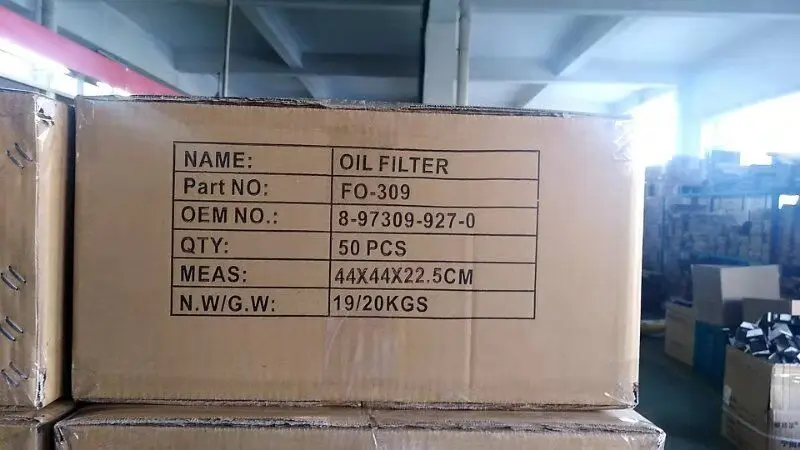 NAME: OIL FILTER
Part NO: FO-309
OEM NO.: 8-97309-927-0
QTY: 50 PCS
MEAS: 44X44X22.5CM
N.W/G.W: 19/20KGS